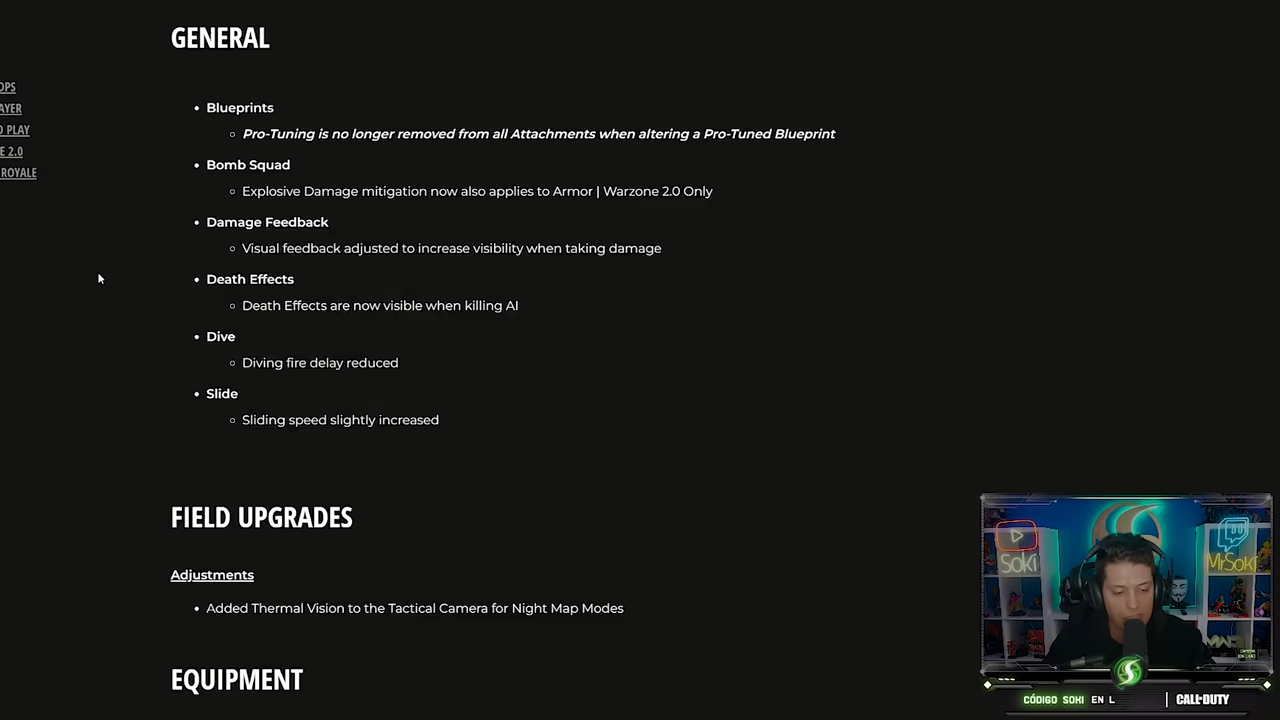 GENERAL
OPS
AYER
O PLAY
E 2.0
ROYALE
Blueprints
Pro-Tuning is no longer removed from all Attachments when altering a Pro-Tuned Blueprint
Bomb Squad
Explosive Damage mitigation now also applies to Armor | Warzone 2.0 Only
Damage Feedback
Visual feedback adjusted to increase visibility when taking damage
Death Effects
Death Effects are now visible when killing AI
Dive
Diving fire delay reduced
Slide
Sliding speed slightly increased
FIELD UPGRADES
Adjustments
Added Thermal Vision to the Tactical Camera for Night Map Modes
EQUIPMENT
Soki
MrSoki
CÓDIGO SOKI EN L
CALL OF DUTY